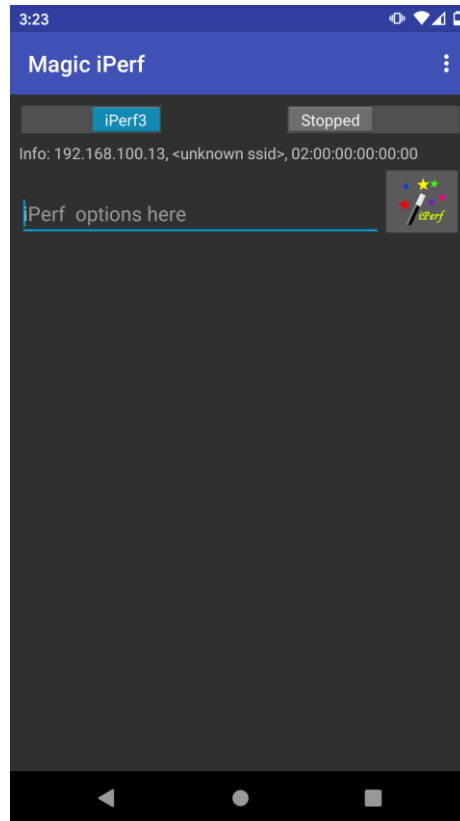 3:23
Magic iPerf
iPerf3 Stopped
Info: 192.168.100.13, <unknown ssid>, 02:00:00:00:00:00
iPerf options here
iPerf